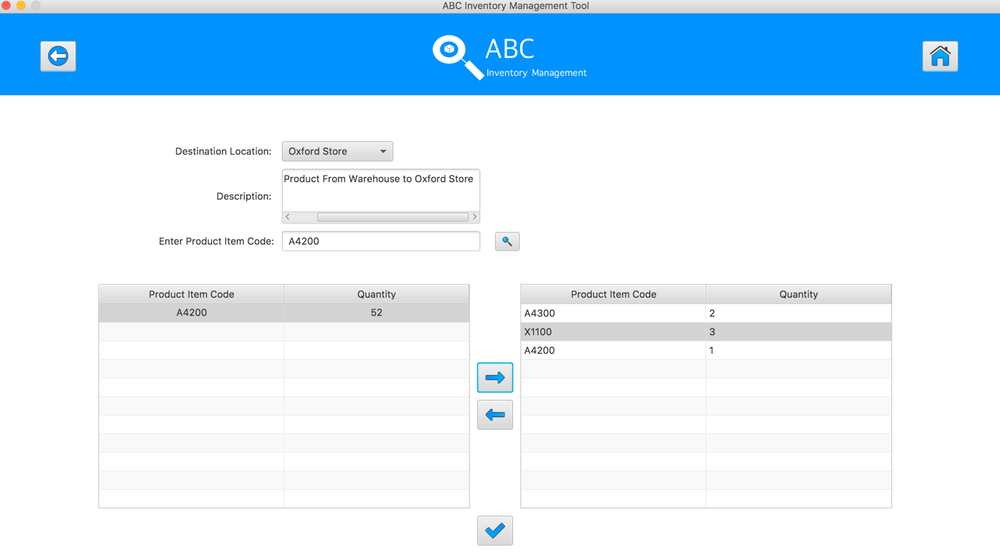 ABC Inventory Management Tool
ABC
Inventory Management
Destination Location: Oxford Store
Description: Product From Warehouse to Oxford Store
Enter Product Item Code: A4200
Product Item Code Quantity
A4200 52
Product Item Code Quantity
A4300 2
X1100 3
A4200 1